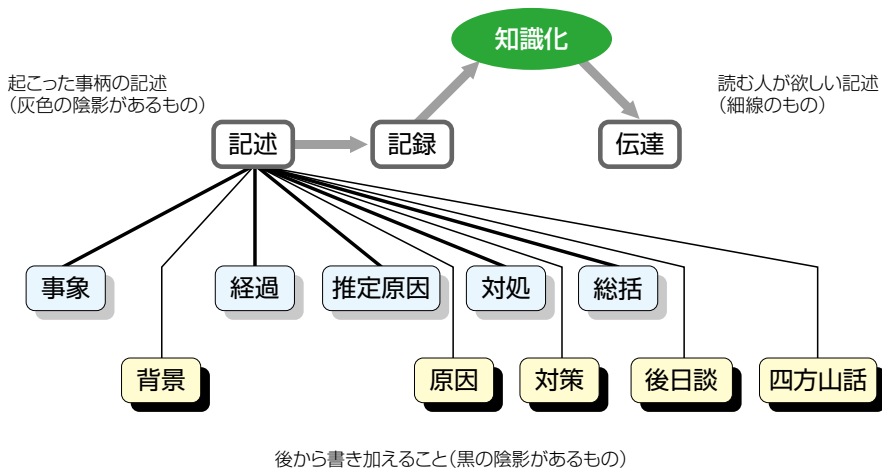 知識化
起こった事柄の記述
（灰色の陰影があるもの）
読む人が欲しい記述
（細線のもの）
記述
記録
伝達
事象
経過
推定原因
対処
総括
背景
原因
対策
後日談
四方山話
後から書き加えること（黒の陰影があるもの）